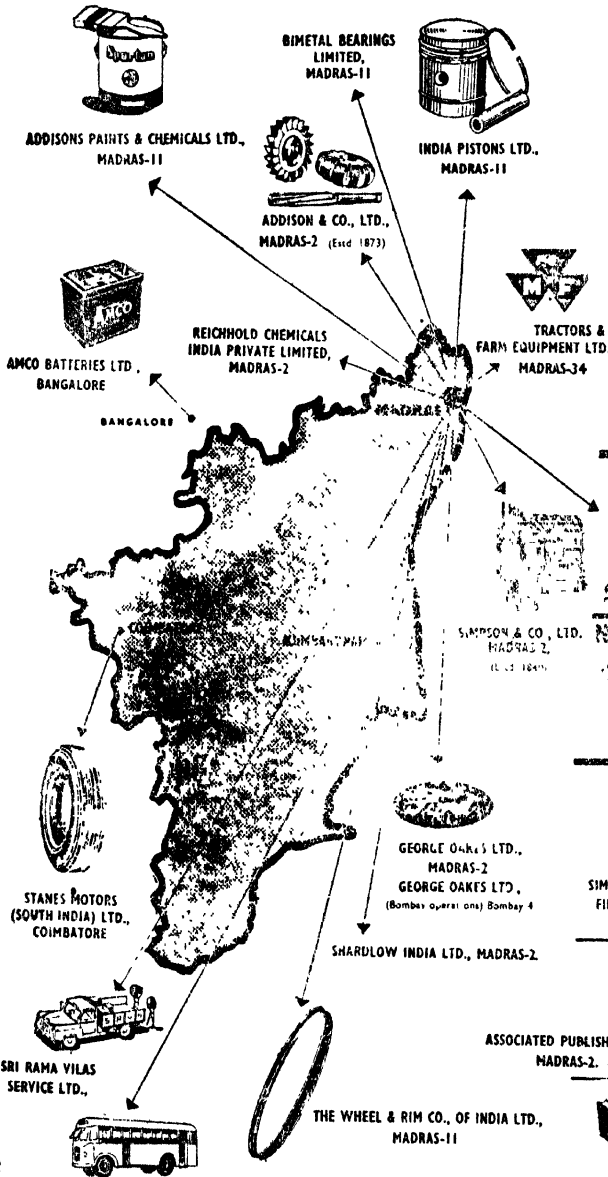 Spartan
BIMETAL BEARINGS
LIMITED,
MADRAS-11
ADDISONS PAINTS & CHEMICALS LTD.,
MADRAS-11
INDIA PISTONS LTD.,
MADRAS-11
ADDISON & CO., LTD.,
MADRAS-2 (Estd 1873)
AMCO
M F
REICHHOLD CHEMICALS
INDIA PRIVATE LIMITED,
MADRAS-2
TRACTORS &
FARM EQUIPMENT LTD.
MADRAS-34
AMCO BATTERIES LTD.,
BANGALORE
BANGALORE
MADRAS
SIMPSON & CO., LTD.
MADRAS 2,
GEORGE OAKES LTD.,
MADRAS-2
GEORGE OAKES LTD.,
(Bombay operations) Bombay 4
STANES MOTORS
(SOUTH INDIA) LTD.,
COIMBATORE
SIM
FI
SHARDLOW INDIA LTD., MADRAS-2
ASSOCIATED PUBLISH
MADRAS-2.
SRI RAMA VILAS
SERVICE LTD.,
THE WHEEL & RIM CO., OF INDIA LTD.,
MADRAS-11